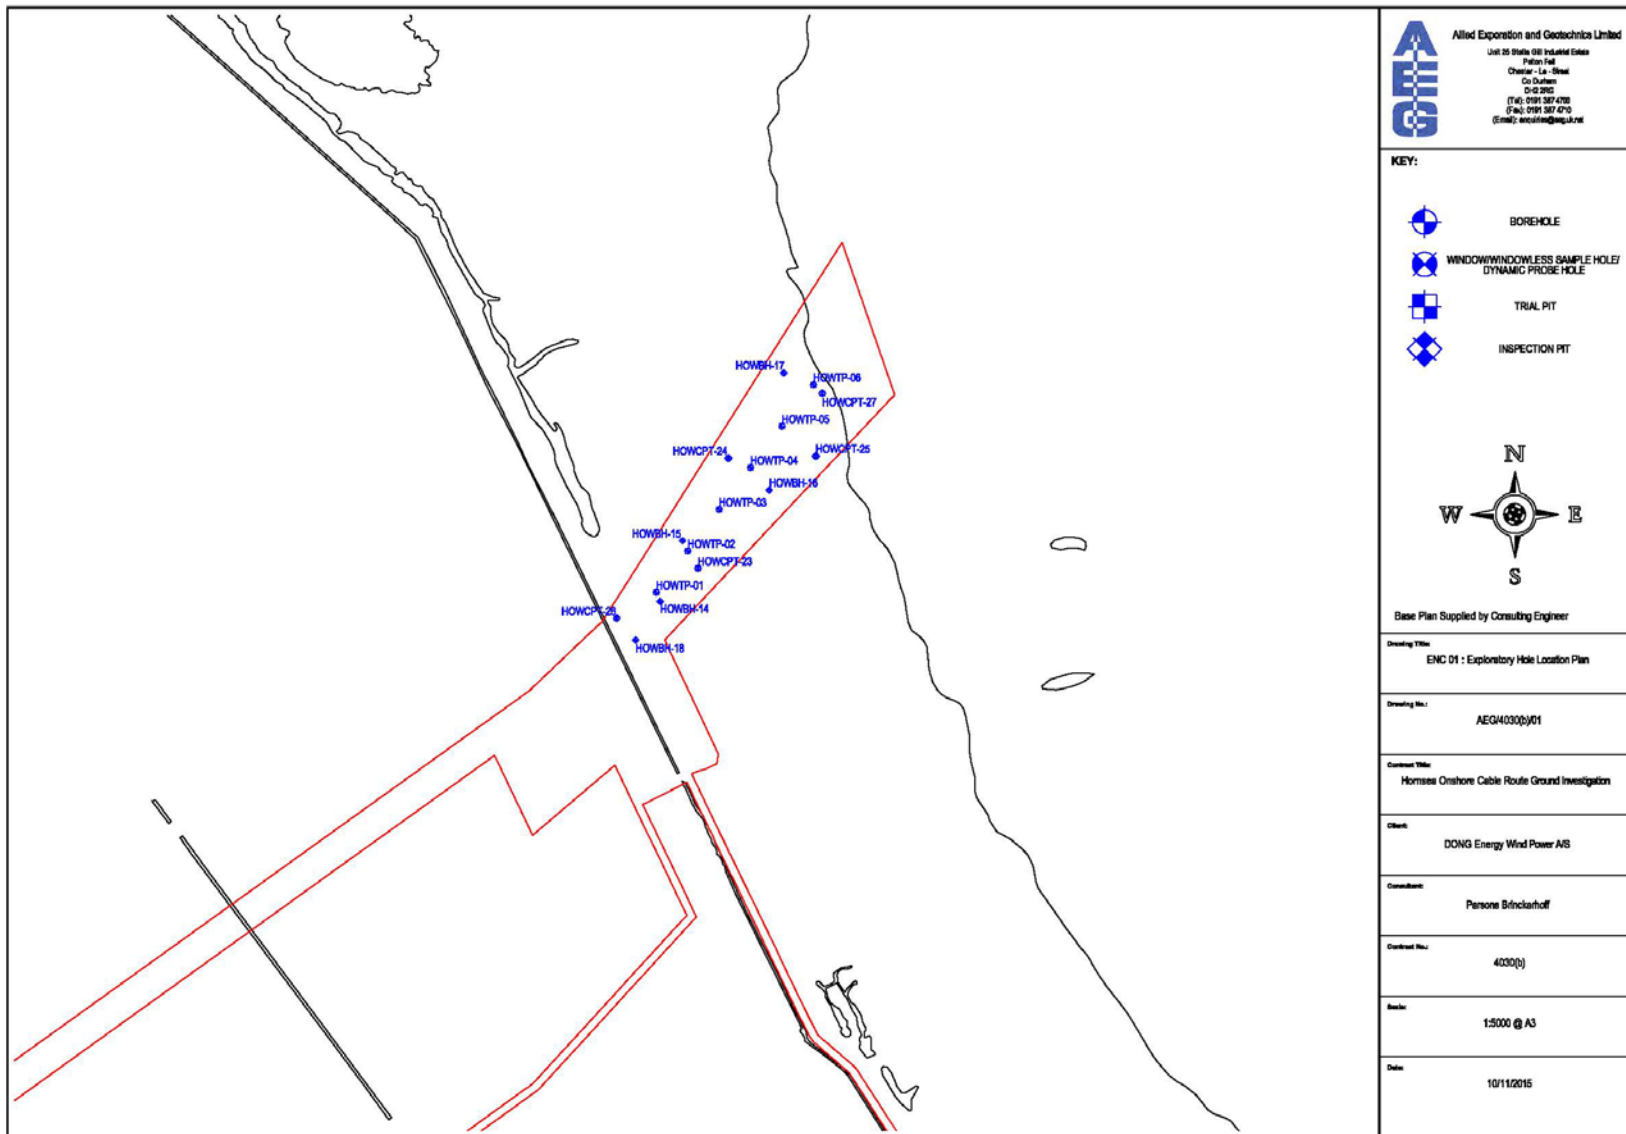 AEG
Allied Exporation and Geotechnics Limited
Unit 25 Stella Gill Industrial Estate
Pelton Fell
Chester - Le - Street
Co Durham
DH2 2RG
(Tel): 0191 387 4700
(Fax): 0191 387 4710
(Email): enquiries@aeg.uk.net
KEY:
BOREHOLE
WINDOW/WINDOWLESS SAMPLE HOLE/
DYNAMIC PROBE HOLE
TRIAL PIT
INSPECTION PIT
N
W
E
S
Base Plan Supplied by Consulting Engineer
Drawing Title:
ENC 01 : Exploratory Hole Location Plan
Drawing No.:
AEG/4030(b)/01
Contract Title:
Hornsea Onshore Cable Route Ground Investigation
Client:
DONG Energy Wind Power A/S
Consultant:
Parsons Brinckerhoff
Contract No.:
4030(b)
Scale:
1:5000 @ A3
Date:
10/11/2015
HOWBH-17
HOWTP-06
HOWCPT-27
HOWTP-05
HOWCPT-24
HOWCPT-25
HOWTP-04
HOWBH-16
HOWTP-03
HOWBH-15
HOWTP-02
HOWCPT-23
HOWTP-01
HOWBH-14
HOWBH-18